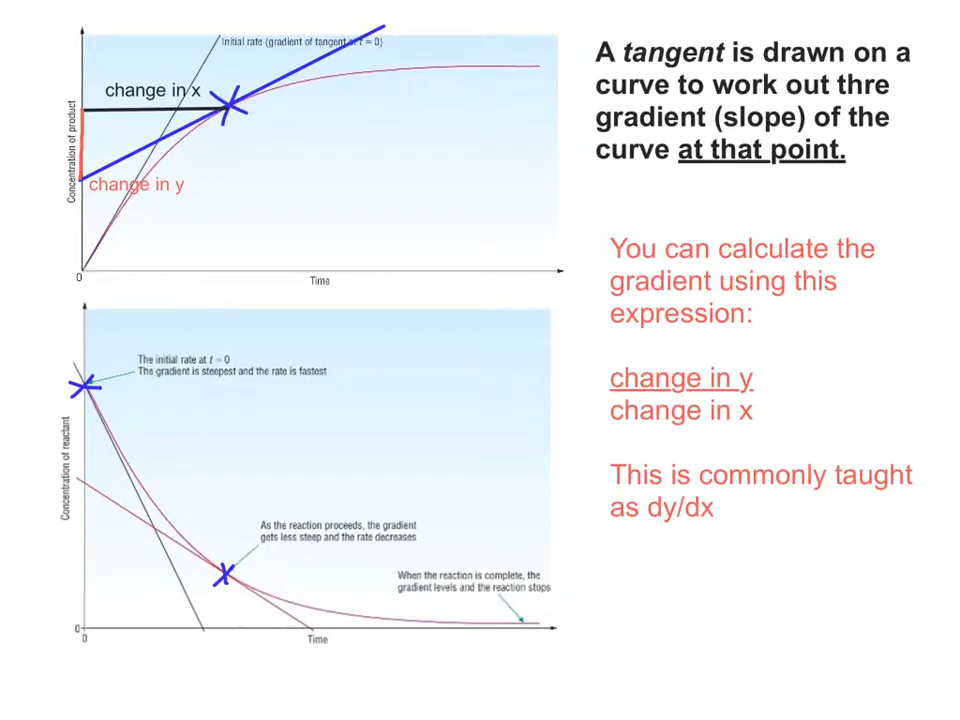 Initial rate (gradient of tangent at t = 0)
change in x
Concentration of product
change in y
0
Time
A tangent is drawn on a
curve to work out thre
gradient (slope) of the
curve at that point.
You can calculate the
gradient using this
expression:
change in y
change in x
This is commonly taught
as dy/dx
The initial rate at t = 0
The gradient is steepest and the rate is fastest
Concentration of reactant
As the reaction proceeds, the gradient
gets less steep and the rate decreases
When the reaction is complete, the
gradient levels and the reaction stops
0
0
Time